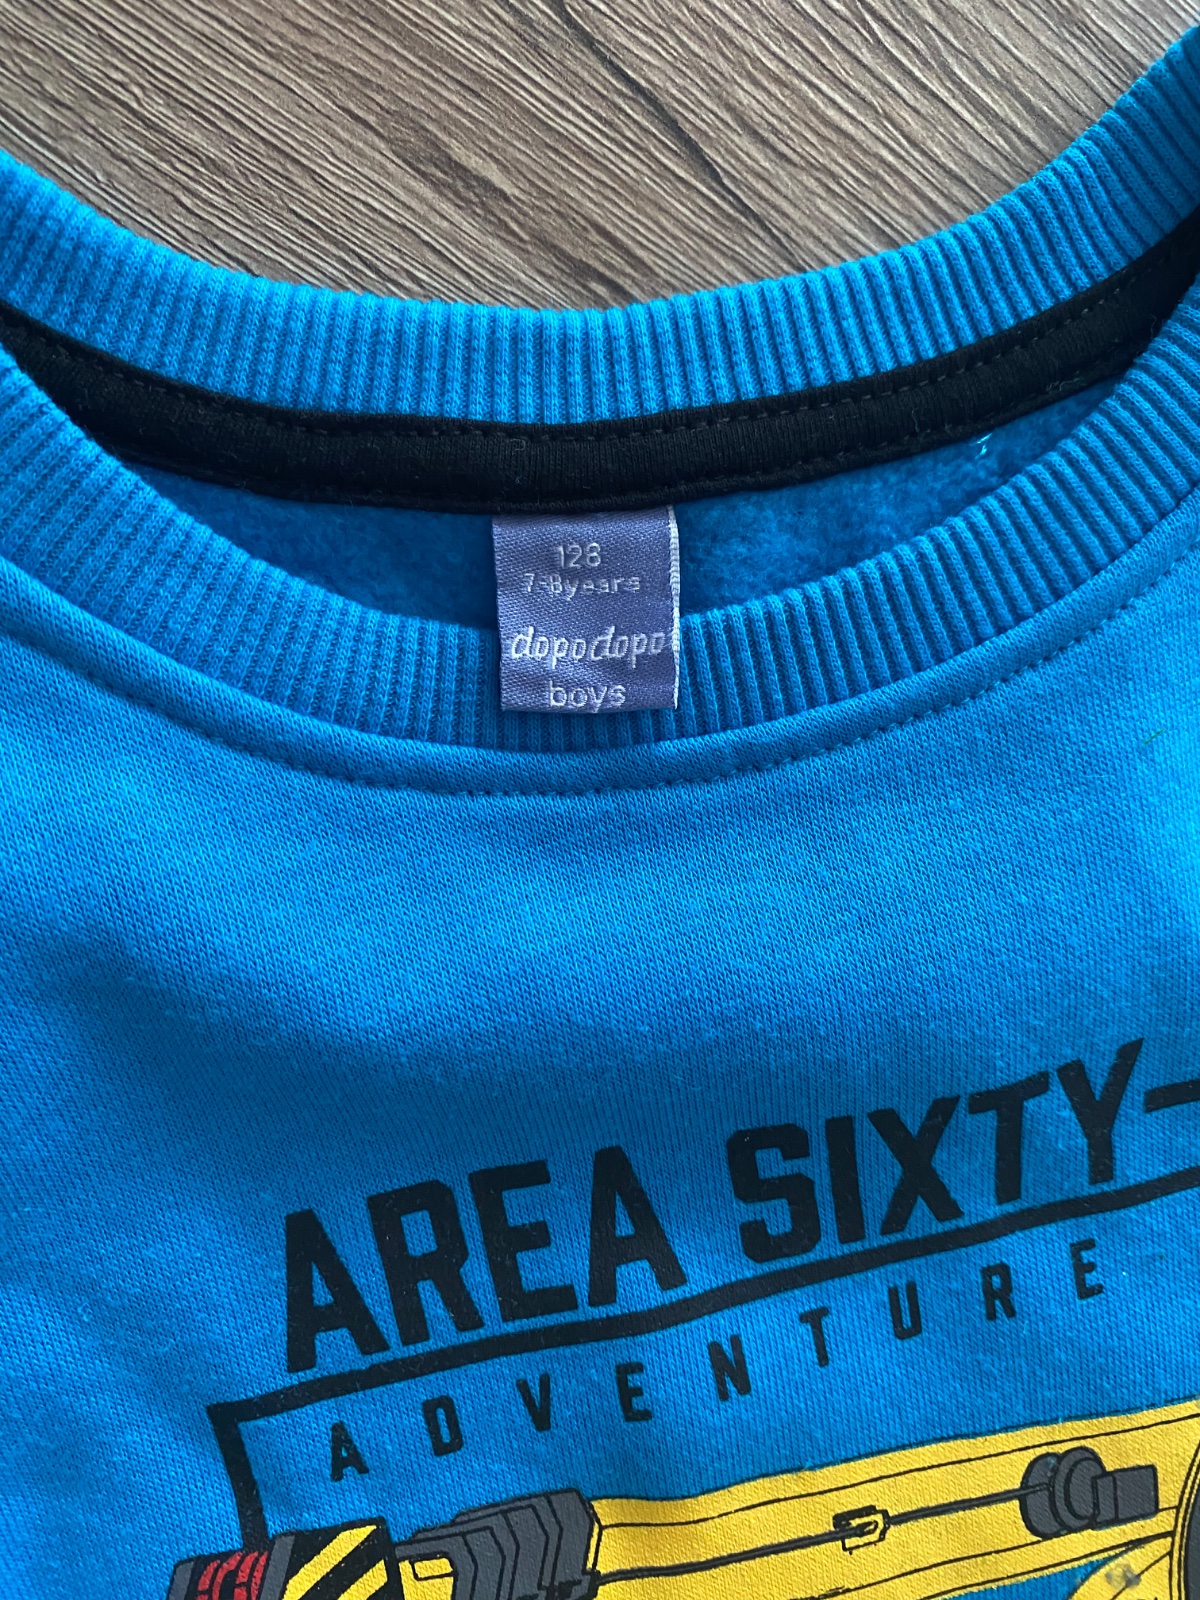 128
7-8years
dopodopo
boys
AREA SIXTY-
ADVENTURE